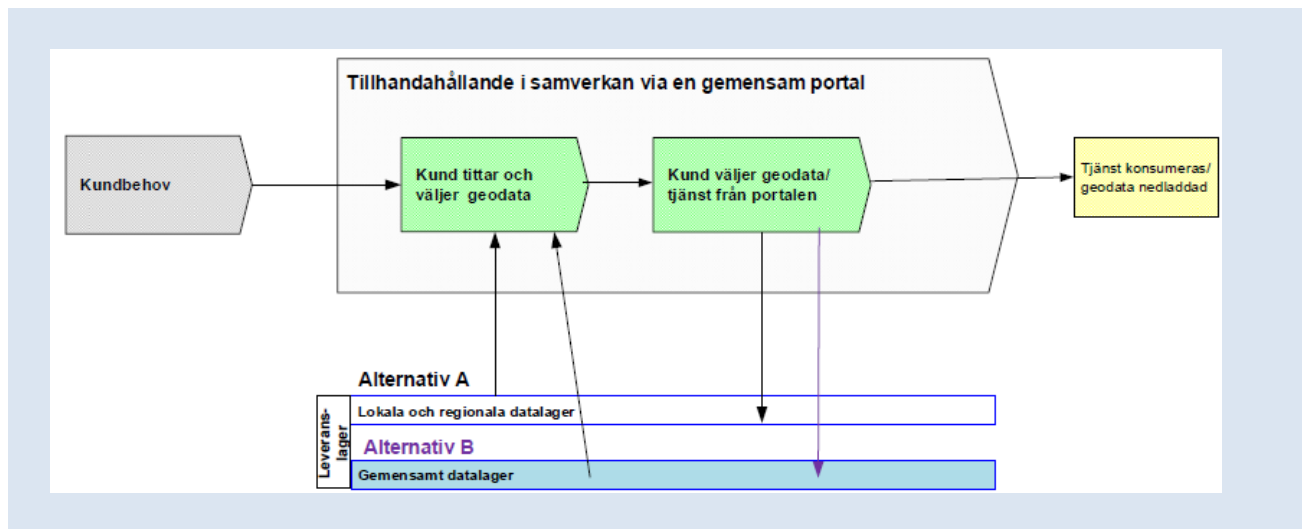 Tillhandahållande i samverkan via en gemensam portal
Kundbehov
Kund tittar och
väljer geodata
Kund väljer geodata/
tjänst från portalen
Tjänst konsumeras/
geodata nedladdad
Alternativ A
Leverans-
lager
Lokala och regionala datalager
Alternativ B
Gemensamt datalager